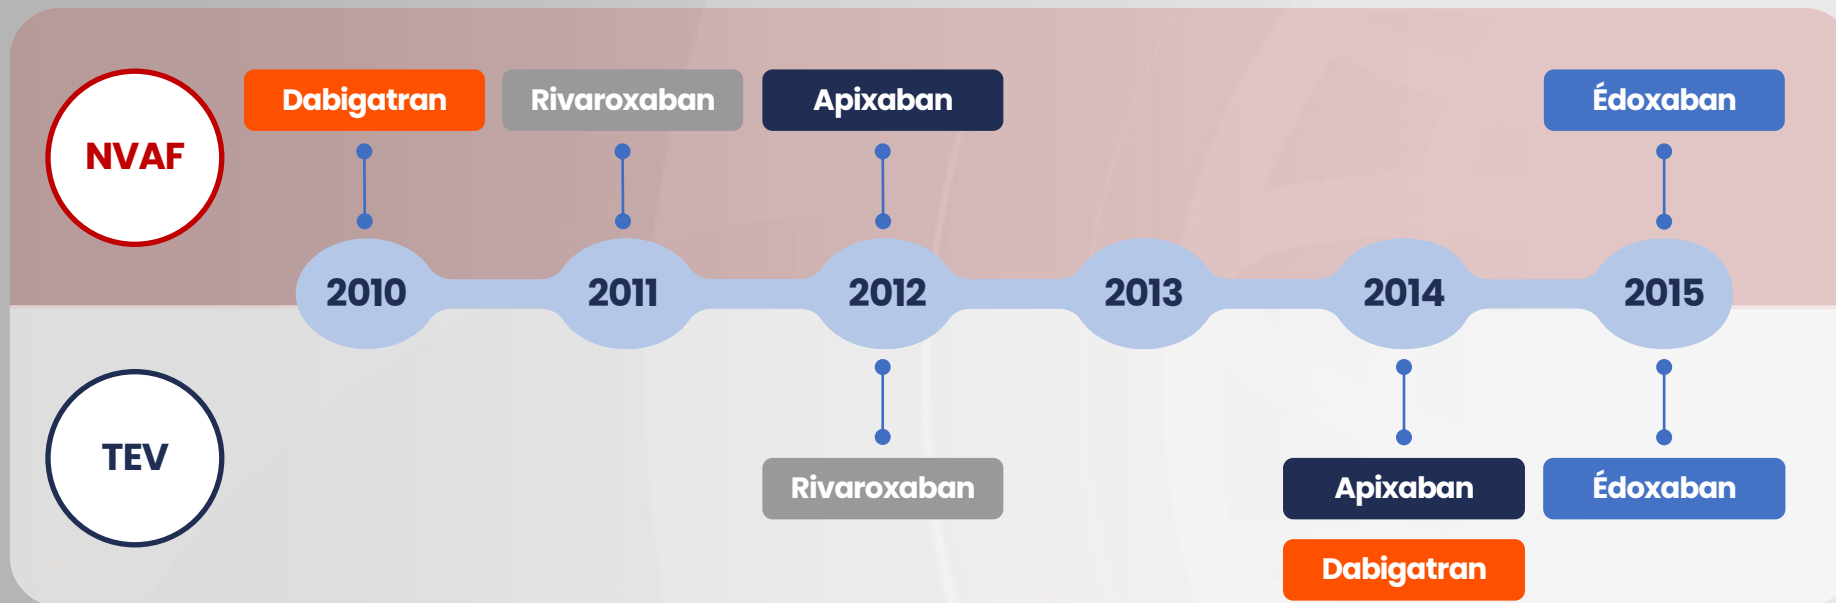 NVAF
Dabigatran
Rivaroxaban
Apixaban
Édoxaban
2010
2011
2012
2013
2014
2015
TEV
Rivaroxaban
Apixaban
Édoxaban
Dabigatran